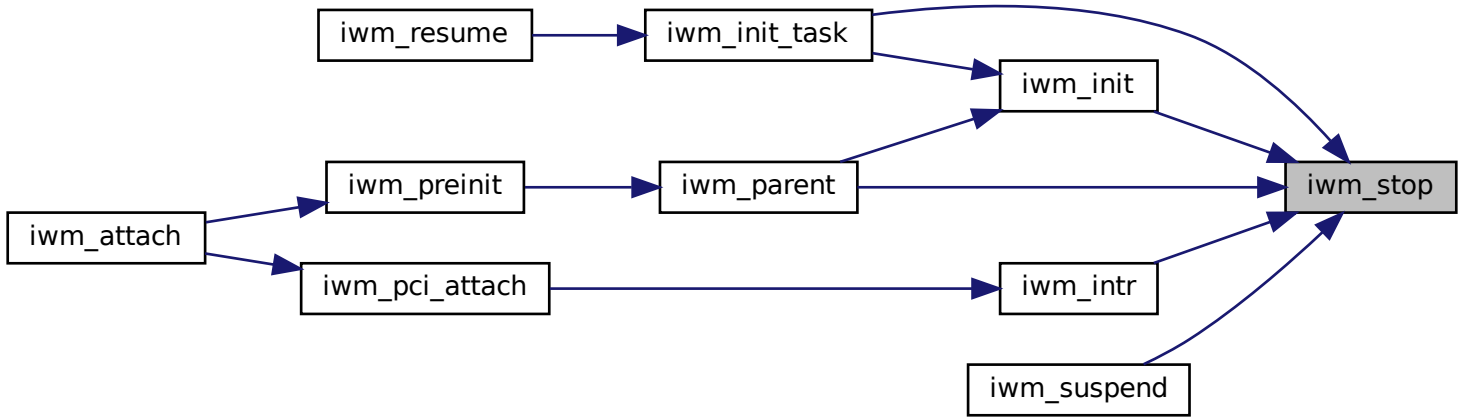 iwm_resume
iwm_init_task
iwm_init
iwm_preinit
iwm_parent
iwm_stop
iwm_attach
iwm_pci_attach
iwm_intr
iwm_suspend